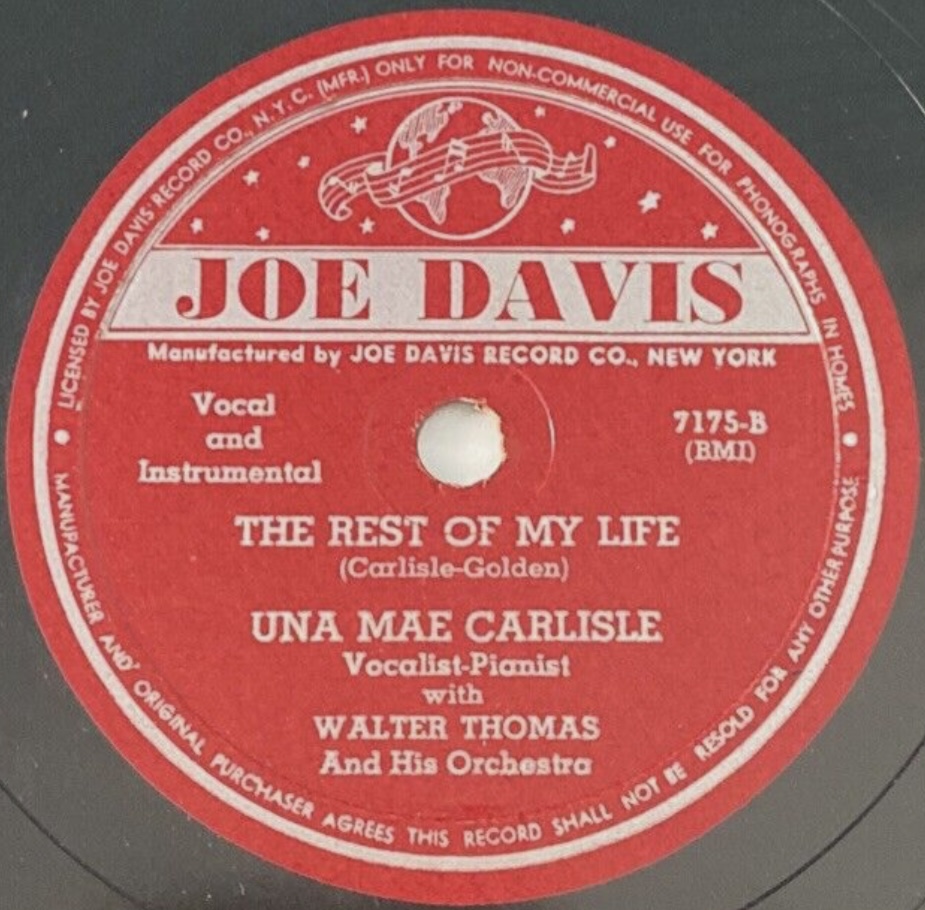 LICENSED BY JOE DAVIS RECORD CO., N.Y.C. (MFR.) ONLY FOR NON-COMMERCIAL USE FOR PHONOGRAPHS IN HOMES
JOE DAVIS
Manufactured by JOE DAVIS RECORD CO., NEW YORK
Vocal
and
Instrumental
7175-B
(BMI)
THE REST OF MY LIFE
(Carlisle-Golden)
UNA MAE CARLISLE
Vocalist-Pianist
with
WALTER THOMAS
And His Orchestra
MANUFACTURER AND ORIGINAL PURCHASER AGREES THIS RECORD SHALL NOT BE RESOLD FOR ANY OTHER PURPOSE